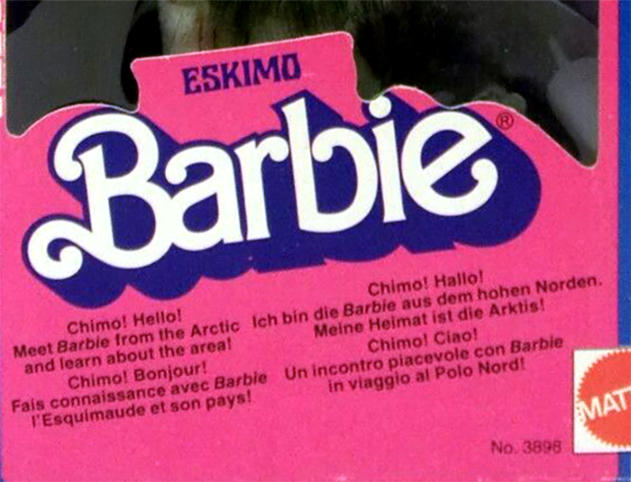 ESKIMO
Barbie®
Chimo! Hello!
Meet Barbie from the Arctic
and learn about the area!
Chimo! Bonjour!
Fais connaissance avec Barbie
l'Esquimaude et son pays!
Chimo! Hallo!
Ich bin die Barbie aus dem hohen Norden.
Meine Heimat ist die Arktis!
Chimo! Ciao!
Un incontro piacevole con Barbie
in viaggio al Polo Nord!
MAT
No. 3898